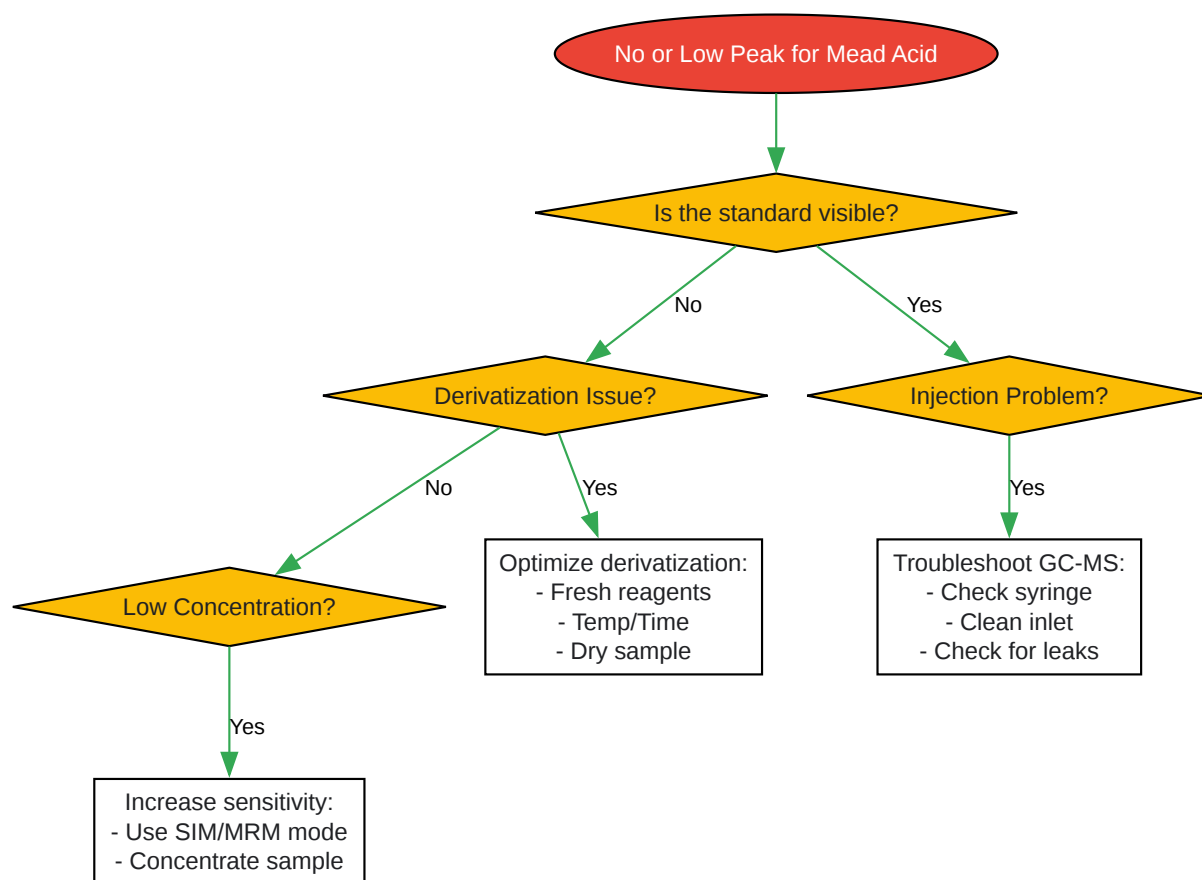 No or Low Peak for Mead Acid
Is the standard visible?
No
Yes
Derivatization Issue?
Injection Problem?
No
Yes
Yes
Optimize derivatization:
- Fresh reagents
- Temp/Time
- Dry sample
Troubleshoot GC-MS:
- Check syringe
- Clean inlet
- Check for leaks
Low Concentration?
Yes
Increase sensitivity:
- Use SIM/MRM mode
- Concentrate sample